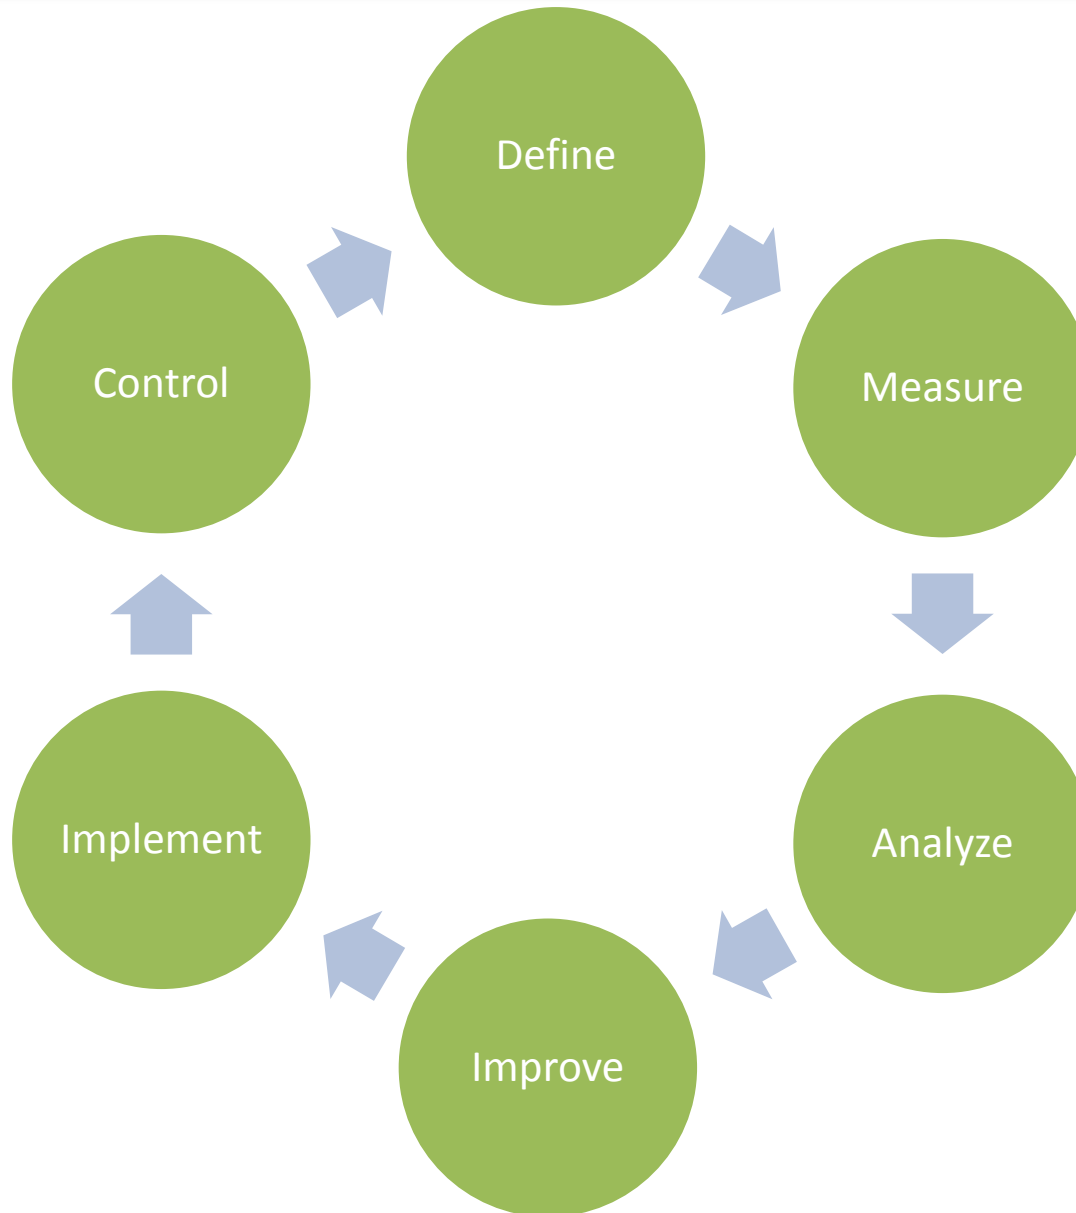 Define
Measure
Analyze
Improve
Implement
Control